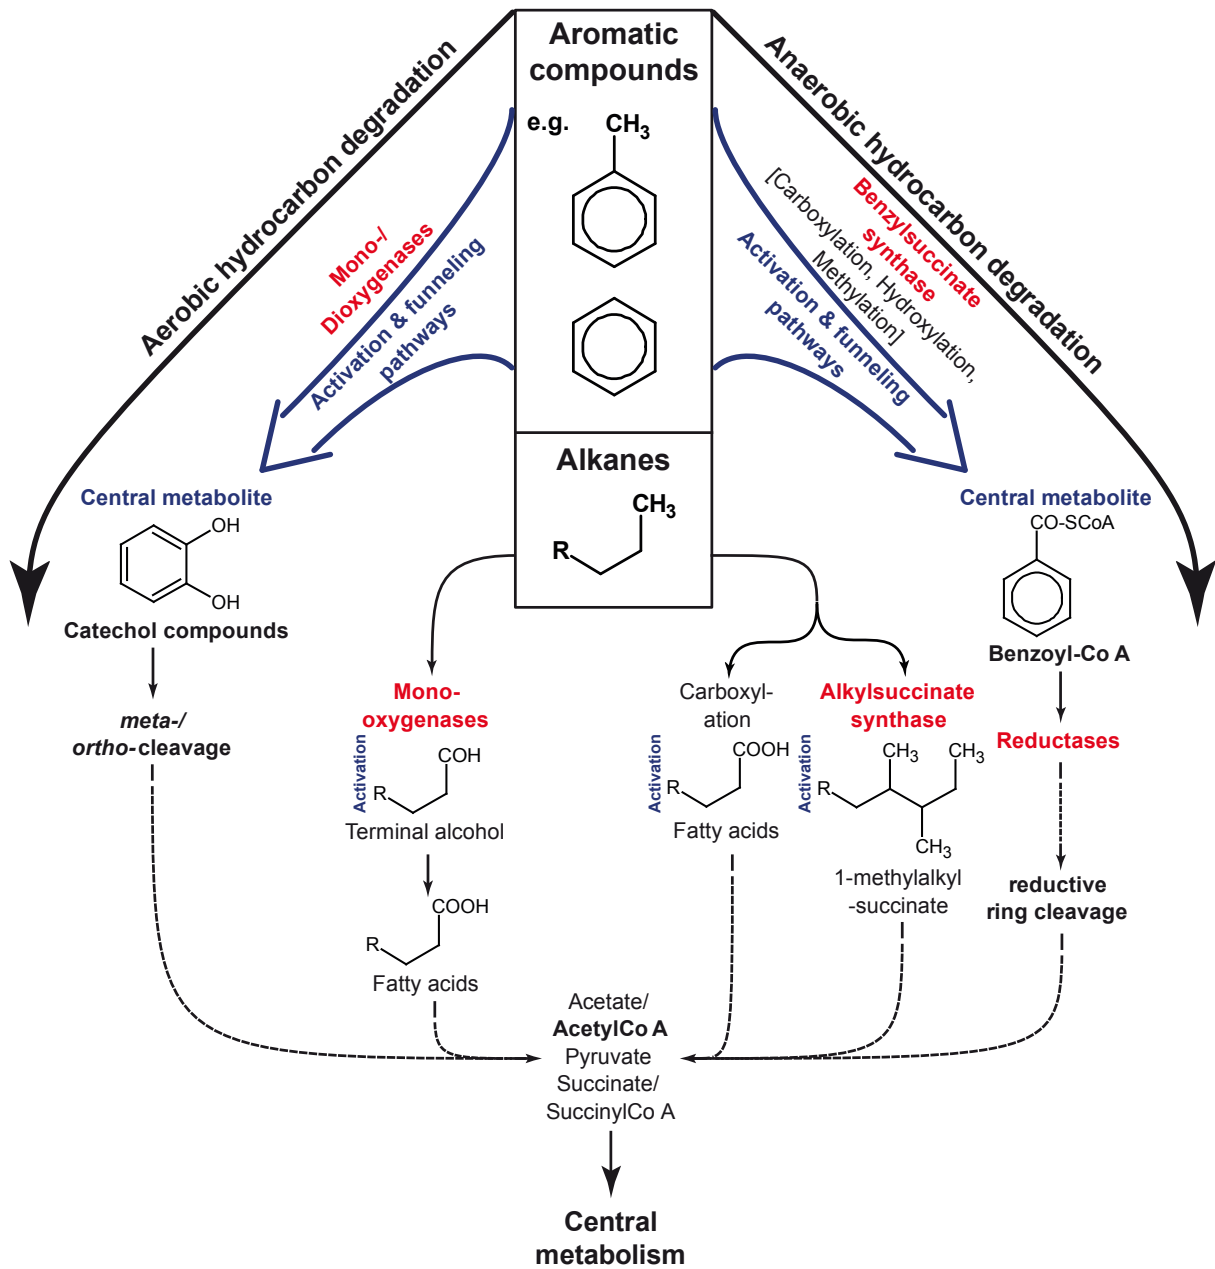 Aromatic
compounds
e.g.
CH3
Alkanes
CH3
R
Aerobic hydrocarbon degradation
Mono-/
Dioxygenases
Activation & funneling
pathways
Anaerobic hydrocarbon degradation
Benzylsuccinate
synthase
[Carboxylation, Hydroxylation,
Methylation]
Activation & funneling
pathways
Central metabolite
OH
OH
Catechol compounds
meta-/
ortho-cleavage
Mono-
oxygenases
Activation
COH
R
Terminal alcohol
COOH
R
Fatty acids
Carboxyl-
ation
Activation
COOH
R
Fatty acids
Alkylsuccinate
synthase
Activation
CH3
CH3
R
CH3
1-methylalkyl
-succinate
Central metabolite
CO-SCoA
Benzoyl-Co A
Reductases
reductive
ring cleavage
Acetate/
AcetylCo A
Pyruvate
Succinate/
SuccinylCo A
Central
metabolism